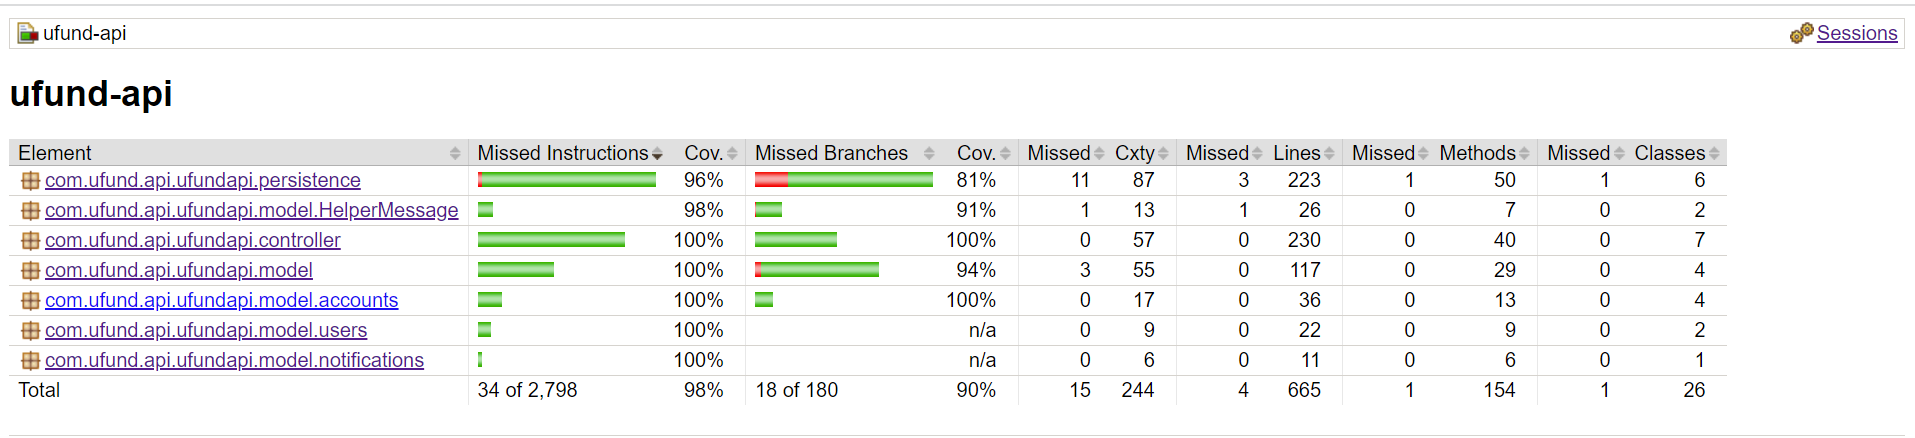 ufund-api Sessions
ufund-api
Element Missed Instructions Cov. Missed Branches Cov. Missed Cxty Missed Lines Missed Methods Missed Classes
com.ufund.api.ufundapi.persistence 96% 81% 11 87 3 223 1 50 1 6
com.ufund.api.ufundapi.model.HelperMessage 98% 91% 1 13 1 26 0 7 0 2
com.ufund.api.ufundapi.controller 100% 100% 0 57 0 230 0 40 0 7
com.ufund.api.ufundapi.model 100% 94% 3 55 0 117 0 29 0 4
com.ufund.api.ufundapi.model.accounts 100% 100% 0 17 0 36 0 13 0 4
com.ufund.api.ufundapi.model.users 100% n/a 0 9 0 22 0 9 0 2
com.ufund.api.ufundapi.model.notifications 100% n/a 0 6 0 11 0 6 0 1
Total 34 of 2,798 98% 18 of 180 90% 15 244 4 665 1 154 1 26